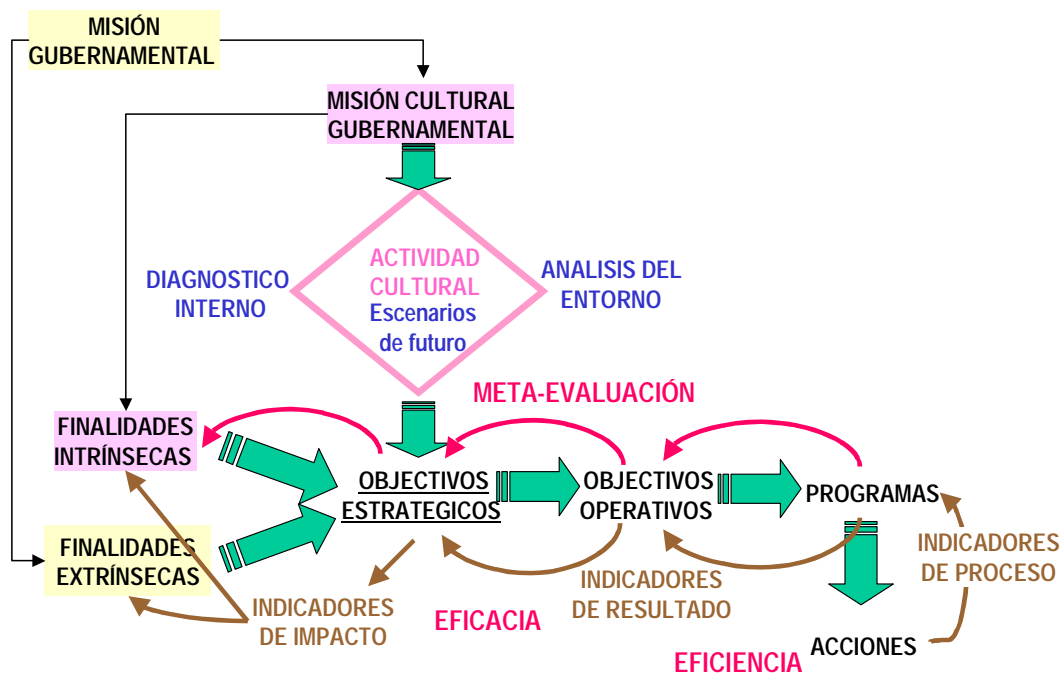 MISIÓN
GUBERNAMENTAL
MISIÓN CULTURAL
GUBERNAMENTAL
DIAGNOSTICO
INTERNO
ACTIVIDAD
CULTURAL
Escenarios
de futuro
ANALISIS DEL
ENTORNO
META-EVALUACIÓN
FINALIDADES
INTRÍNSECAS
OBJECTIVOS
ESTRATEGICOS
OBJECTIVOS
OPERATIVOS
PROGRAMAS
FINALIDADES
EXTRÍNSECAS
INDICADORES
DE IMPACTO
EFICACIA
INDICADORES
DE RESULTADO
INDICADORES
DE PROCESO
ACCIONES
EFICIENCIA